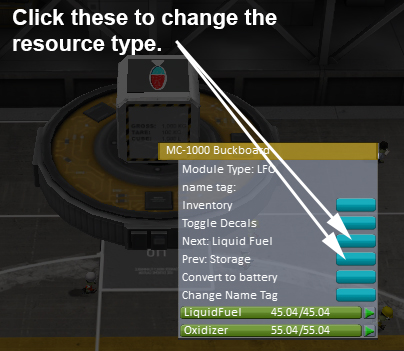 Click these to change the
resource type.
MC-1000 Buckboard
Module Type: LFO
name tag:
Inventory
Toggle Decals
Next: Liquid Fuel
Prev: Storage
Convert to battery
Change Name Tag
LiquidFuel 45.04/45.04
Oxidizer 55.04/55.04